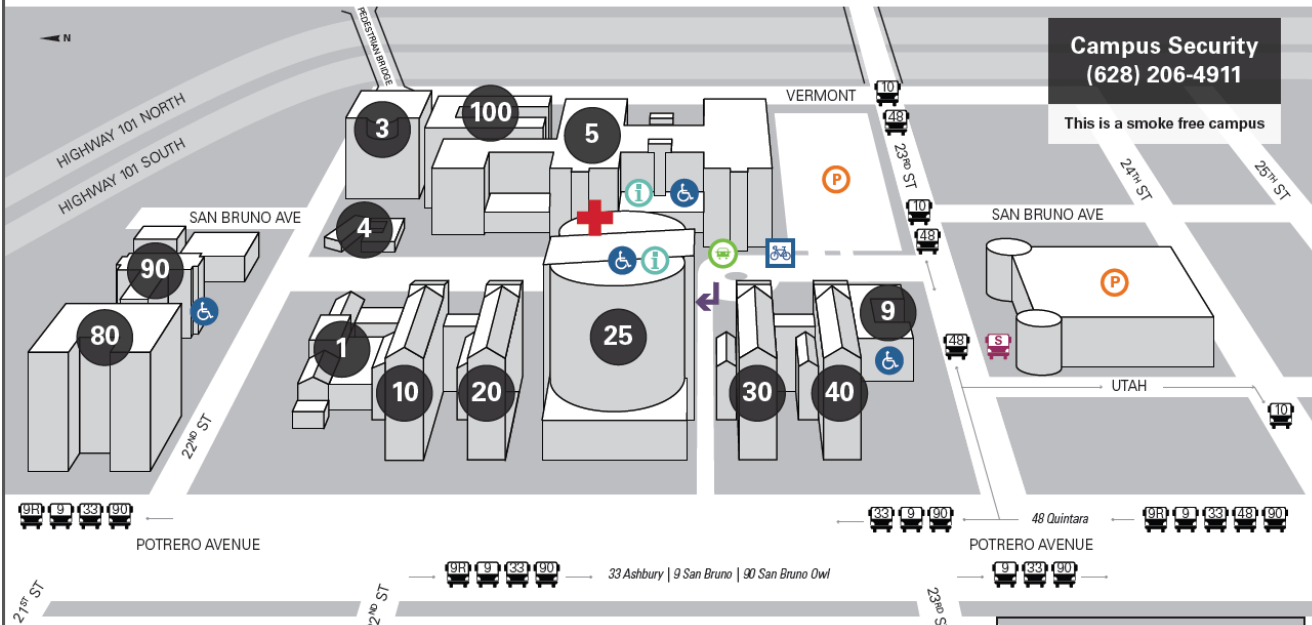 N
PEDESTRIAN BRIDGE
Campus Security
(628) 206-4911
This is a smoke free campus
HIGHWAY 101 NORTH
HIGHWAY 101 SOUTH
3
100
5
VERMONT
10
48
23RD ST
24TH ST
25TH ST
P
i
SAN BRUNO AVE
4
10
48
SAN BRUNO AVE
90
i
P
80
1
25
9
48
S
10
20
30
40
UTAH
10
22ND ST
9R
9
33
90
33
9
90
48 Quintara
9R
9
33
48
90
POTRERO AVENUE
POTRERO AVENUE
9R
9
33
90
33 Ashbury | 9 San Bruno | 90 San Bruno Owl
9
33
90
21ST ST
2ND ST
23RD S